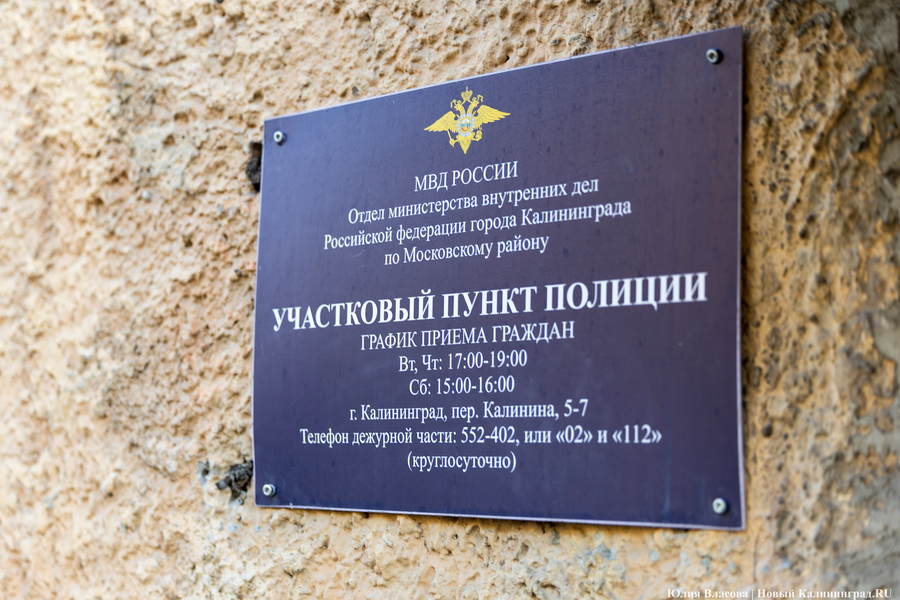 МВД РОССИИ
Отдел министерства внутренних дел
Российской федерации города Калининграда
по Московскому району
УЧАСТКОВЫЙ ПУНКТ ПОЛИЦИИ
ГРАФИК ПРИЕМА ГРАЖДАН
Вт, Чт: 17:00-19:00
Сб: 15:00-16:00
г. Калининград, пер. Калинина, 5-7
Телефон дежурной части: 552-402, или «02» и «112»
(круглосуточно)
Юлия Власова | Новый Калининград.RU